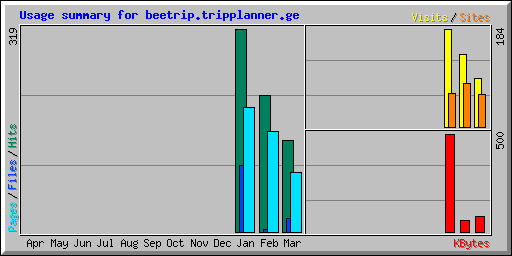 Usage summary for beetrip.tripplanner.ge
Visits/Sites
319
184
500
Pages/Files/Hits
Apr May Jun Jul Aug Sep Oct Nov Dec Jan Feb Mar
KBytes